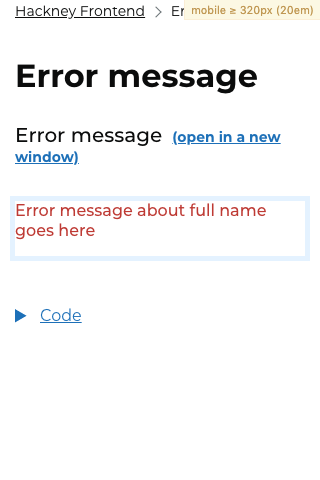 Hackney Frontend > Er
mobile ≥ 320px (20em)
Error message
Error message (open in a new
window)
Error message about full name
goes here
Code